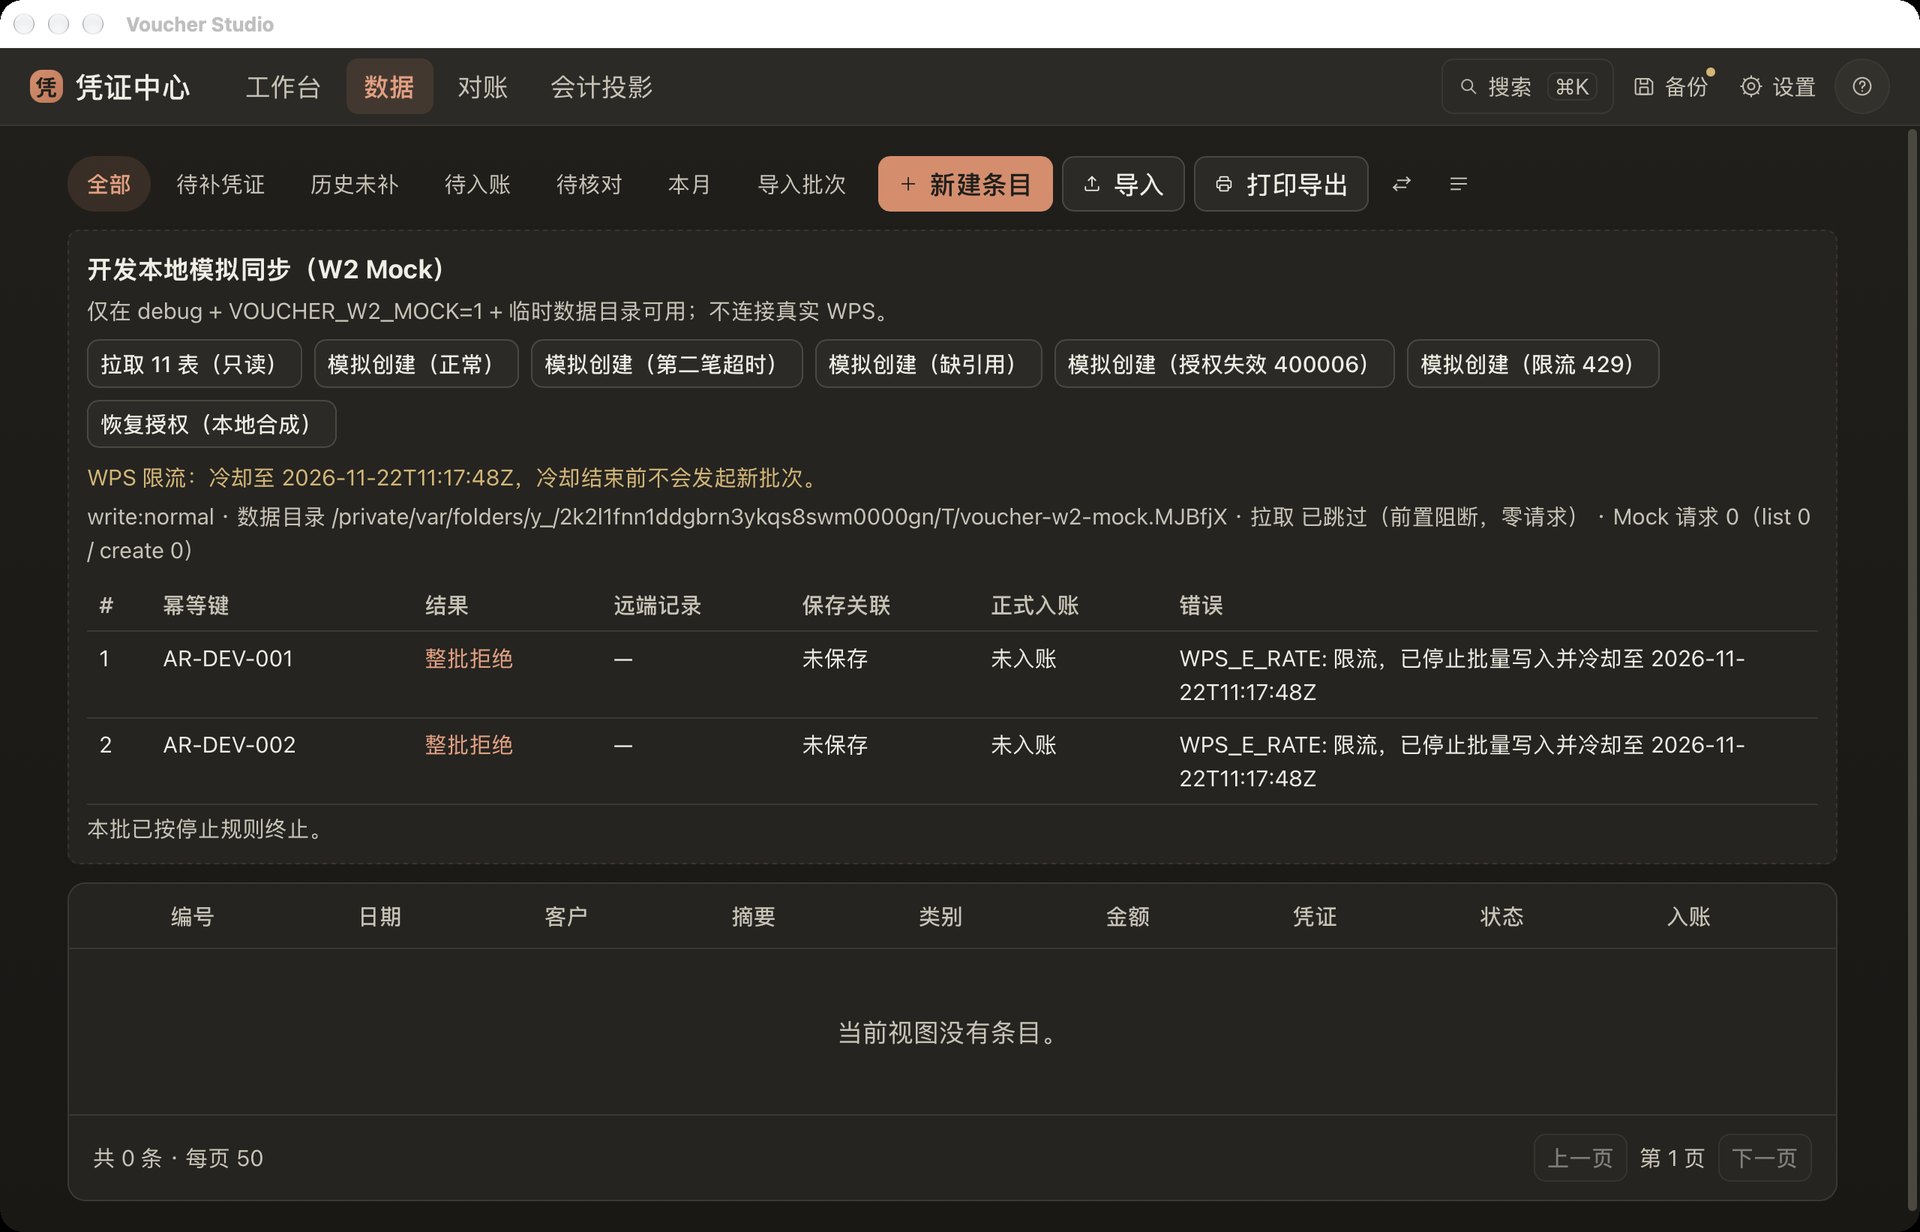 Voucher Studio
凭 凭证中心 工作台 数据 对账 会计投影 搜索 ⌘K 备份 设置
全部 待补凭证 历史未补 待入账 待核对 本月 导入批次 + 新建条目 导入 打印导出
开发本地模拟同步（W2 Mock）
仅在 debug + VOUCHER_W2_MOCK=1 + 临时数据目录可用；不连接真实 WPS。
拉取 11 表（只读） 模拟创建（正常） 模拟创建（第二笔超时） 模拟创建（缺引用） 模拟创建（授权失效 400006） 模拟创建（限流 429）
恢复授权（本地合成）
WPS 限流：冷却至 2026-11-22T11:17:48Z，冷却结束前不会发起新批次。
write:normal · 数据目录 /private/var/folders/y_/2k2l1fnn1ddgbrn3ykqs8swm0000gn/T/voucher-w2-mock.MJBfjX · 拉取 已跳过（前置阻断，零请求） · Mock 请求 0（list 0
/ create 0）
# 幂等键 结果 远端记录 保存关联 正式入账 错误
1 AR-DEV-001 整批拒绝 — 未保存 未入账 WPS_E_RATE: 限流，已停止批量写入并冷却至 2026-11-
22T11:17:48Z
2 AR-DEV-002 整批拒绝 — 未保存 未入账 WPS_E_RATE: 限流，已停止批量写入并冷却至 2026-11-
22T11:17:48Z
本批已按停止规则终止。
编号 日期 客户 摘要 类别 金额 凭证 状态 入账
当前视图没有条目。
共 0 条 · 每页 50 上一页 第 1 页 下一页